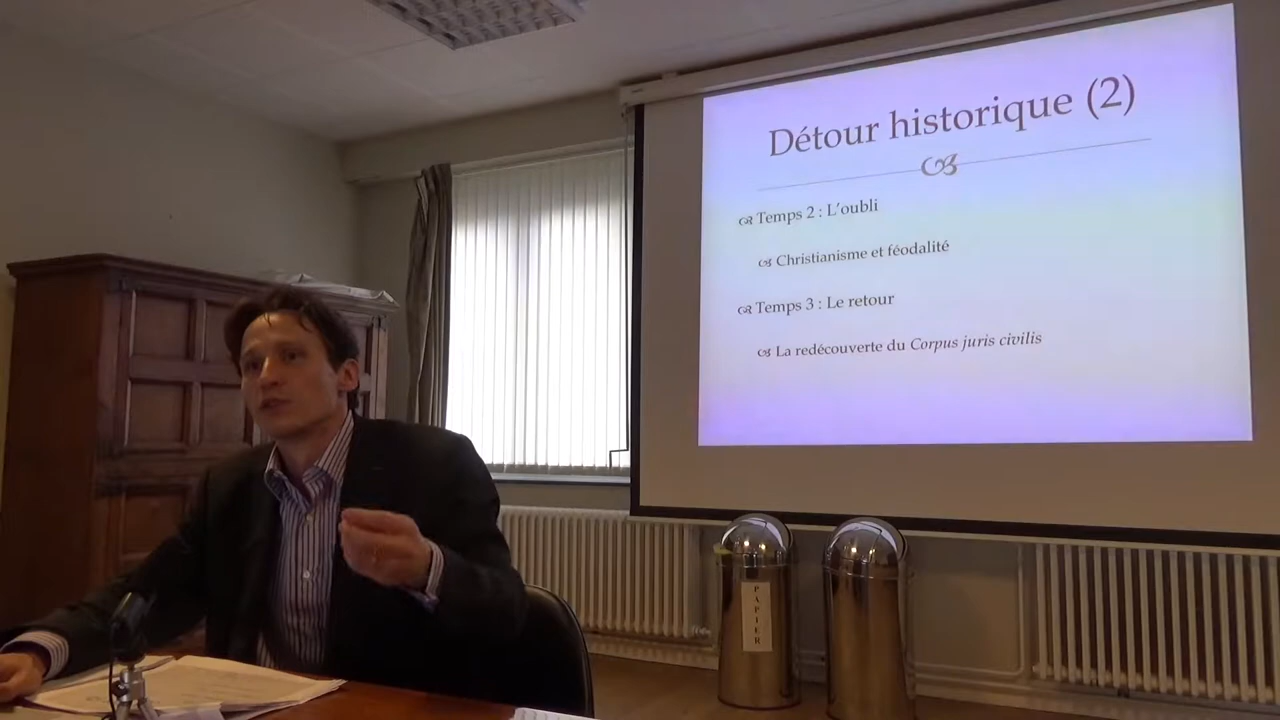 Détour historique (2)
Temps 2 : L'oubli
Christianisme et féodalité
Temps 3 : Le retour
La redécouverte du Corpus juris civilis
PAPIER